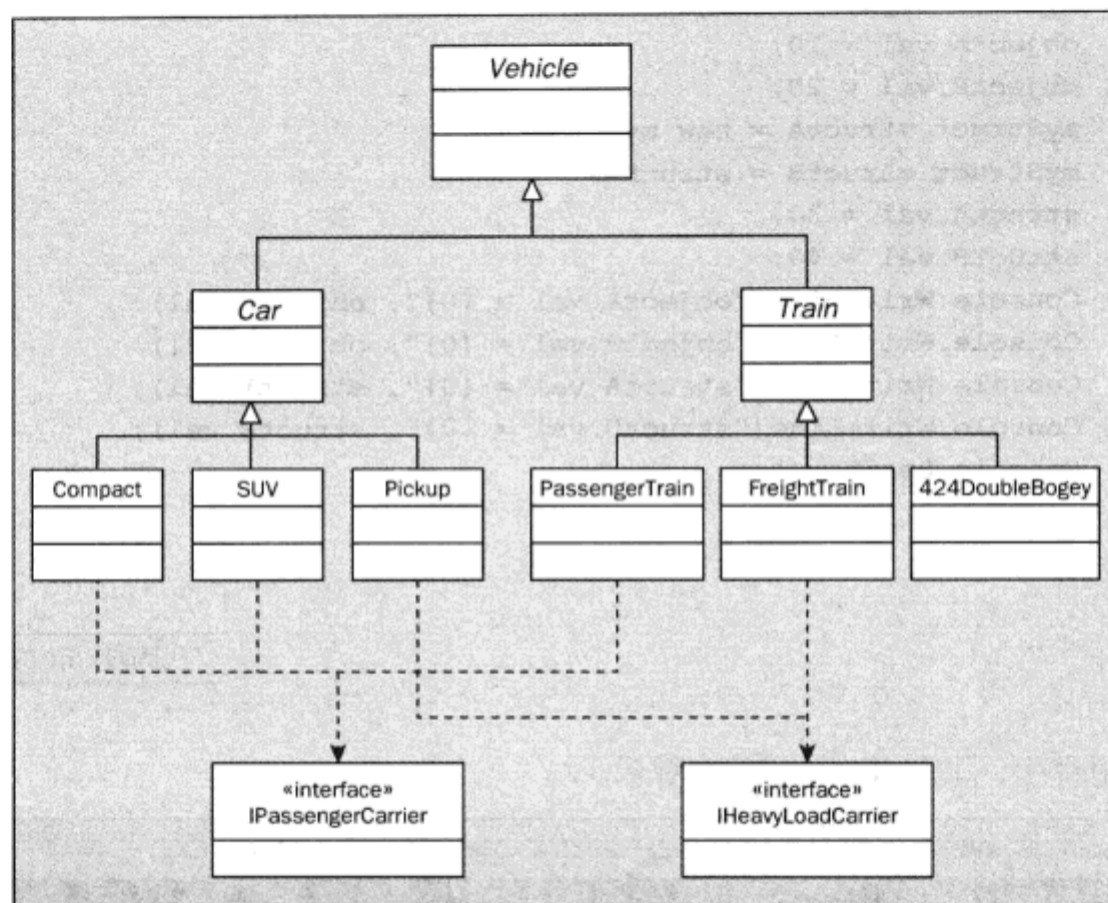 Vehicle
Car
Train
Compact
SUV
Pickup
PassengerTrain
FreightTrain
424DoubleBogey
«interface»
IPassengerCarrier
«interface»
IHeavyLoadCarrier